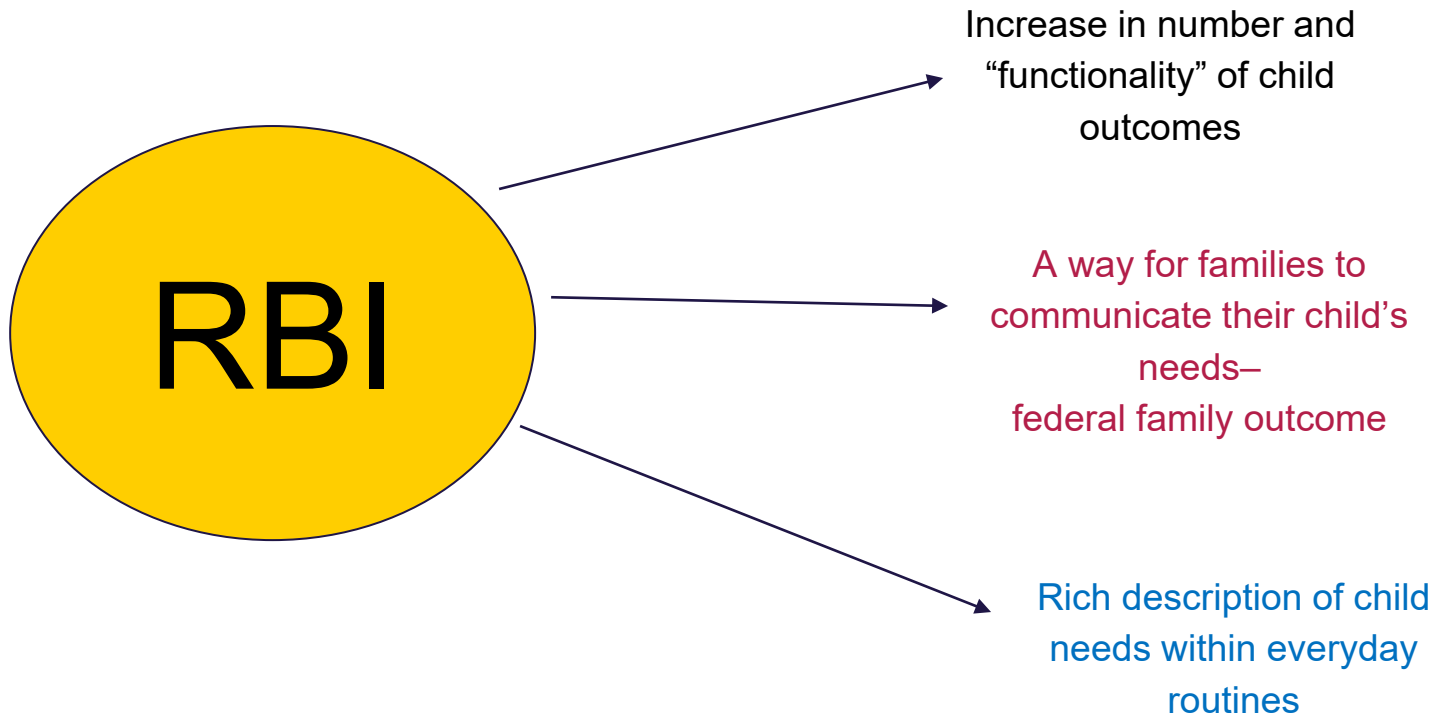 Increase in number and
“functionality” of child
outcomes
RBI
A way for families to
communicate their child’s
needs–
federal family outcome
Rich description of child
needs within everyday
routines